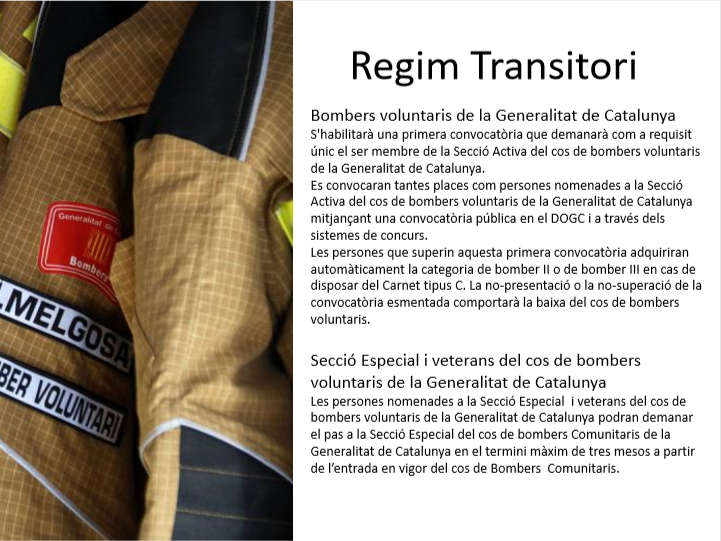 Regim Transitori
Bombers voluntaris de la Generalitat de Catalunya
S'habilitarà una primera convocatòria que demanarà com a requisit
únic el ser membre de la Secció Activa del cos de bombers voluntaris
de la Generalitat de Catalunya.
Es convocaran tantes places com persones nomenades a la Secció
Activa del cos de bombers voluntaris de la Generalitat de Catalunya
mitjançant una convocatòria pública en el DOGC i a través dels
sistemes de concurs.
Les persones que superin aquesta primera convocatòria adquiriran
automàticament la categoria de bomber II o de bomber III en cas de
disposar del Carnet tipus C. La no-presentació o la no-superació de la
convocatòria esmentada comportarà la baixa del cos de bombers
voluntaris.
Secció Especial i veterans del cos de bombers
voluntaris de la Generalitat de Catalunya
Les persones nomenades a la Secció Especial i veterans del cos de
bombers voluntaris de la Generalitat de Catalunya podran demanar
el pas a la Secció Especial del cos de bombers Comunitaris de la
Generalitat de Catalunya en el termini màxim de tres mesos a partir
de l’entrada en vigor del cos de Bombers Comunitaris.
Generalitat de C
Bombers
LMELGOSA
BER VOLUNTARI